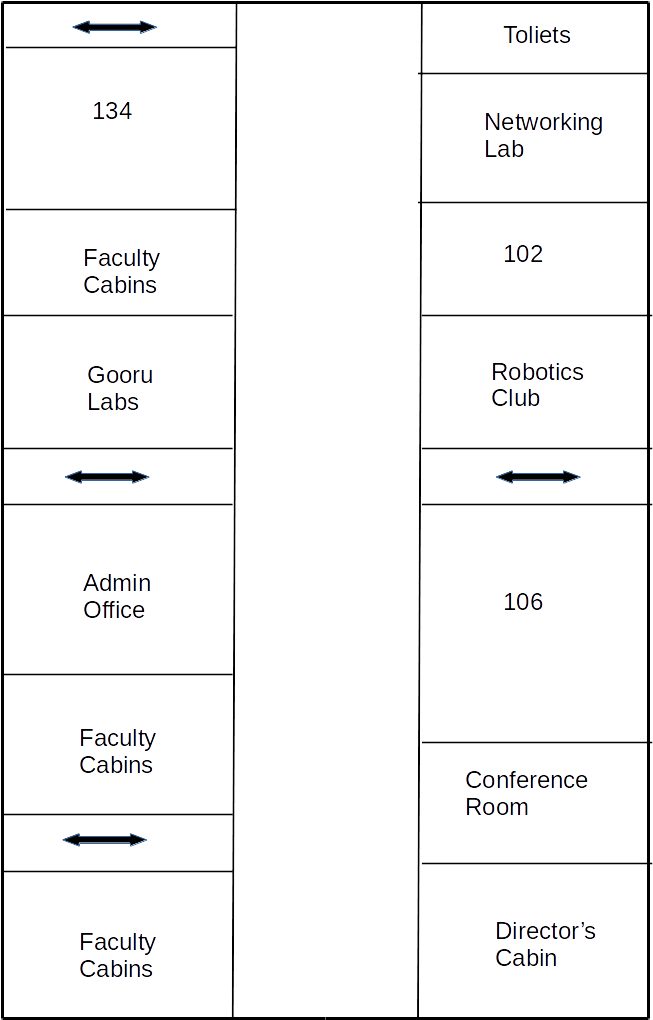 Toliets
134
Networking
Lab
Faculty
Cabins
102
Gooru
Labs
Robotics
Club
Admin
Office
106
Faculty
Cabins
Conference
Room
Faculty
Cabins
Director’s
Cabin